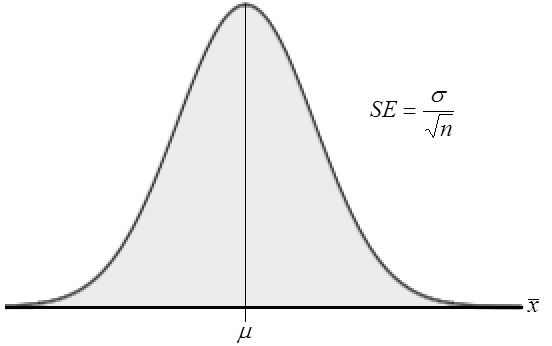 SE = σ/√n
x̅
μ